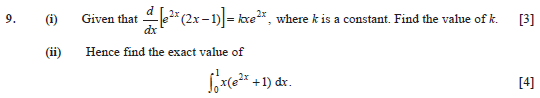 9. (i) Given that d/dx [e^{2x}(2x – 1)] = kxe^{2x}, where k is a constant. Find the value of k. [3]
(ii) Hence find the exact value of
∫_0^1 x(e^{2x} + 1) dx. [4]